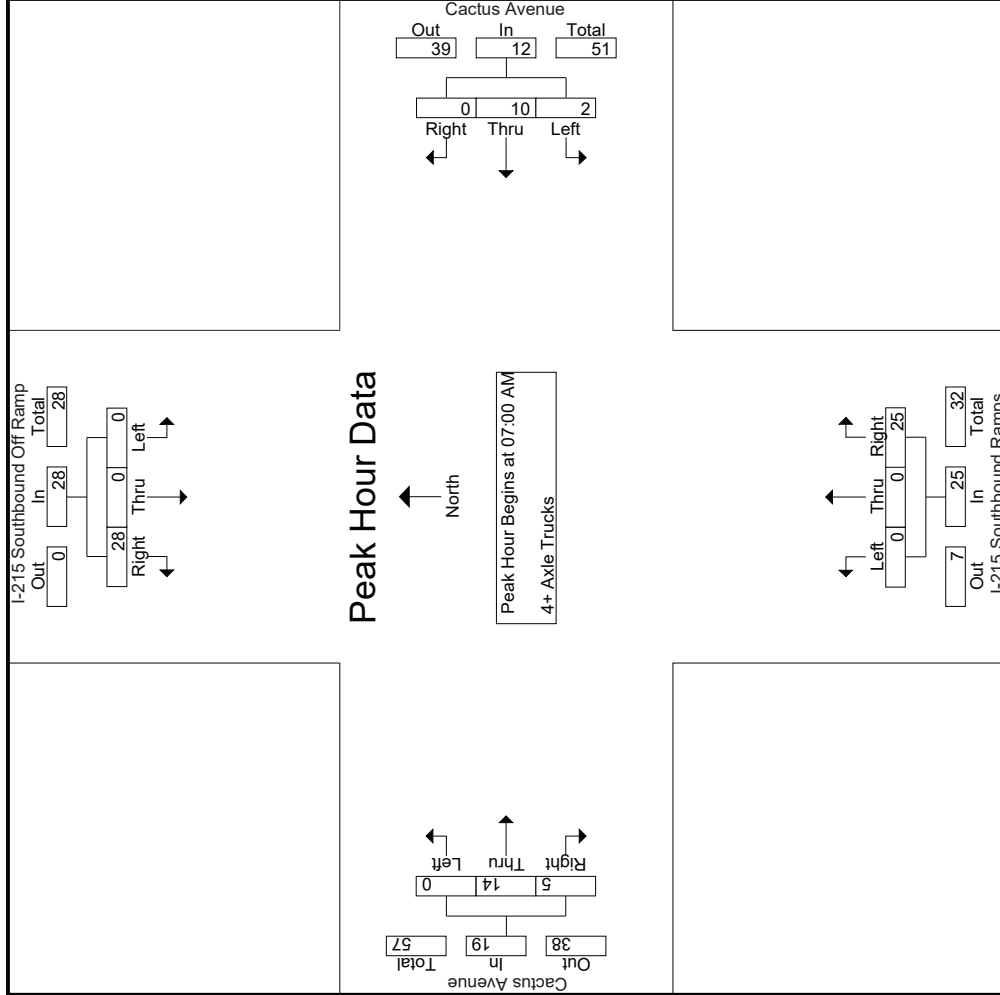 Cactus Avenue
Out In Total
39 12 51
0 10 2
Right Thru Left
I-215 Southbound Off Ramp
Out In Total
0 28 28
28 0 0
Right Thru Left
Peak Hour Data
North
Peak Hour Begins at 07:00 AM
4+ Axle Trucks
Left Thru Right
0 0 25
7 25 32
Out In Total
I-215 Southbound Ramps
Left Thru Right
0 14 5
57 19 38
Total In Out
Cactus Avenue